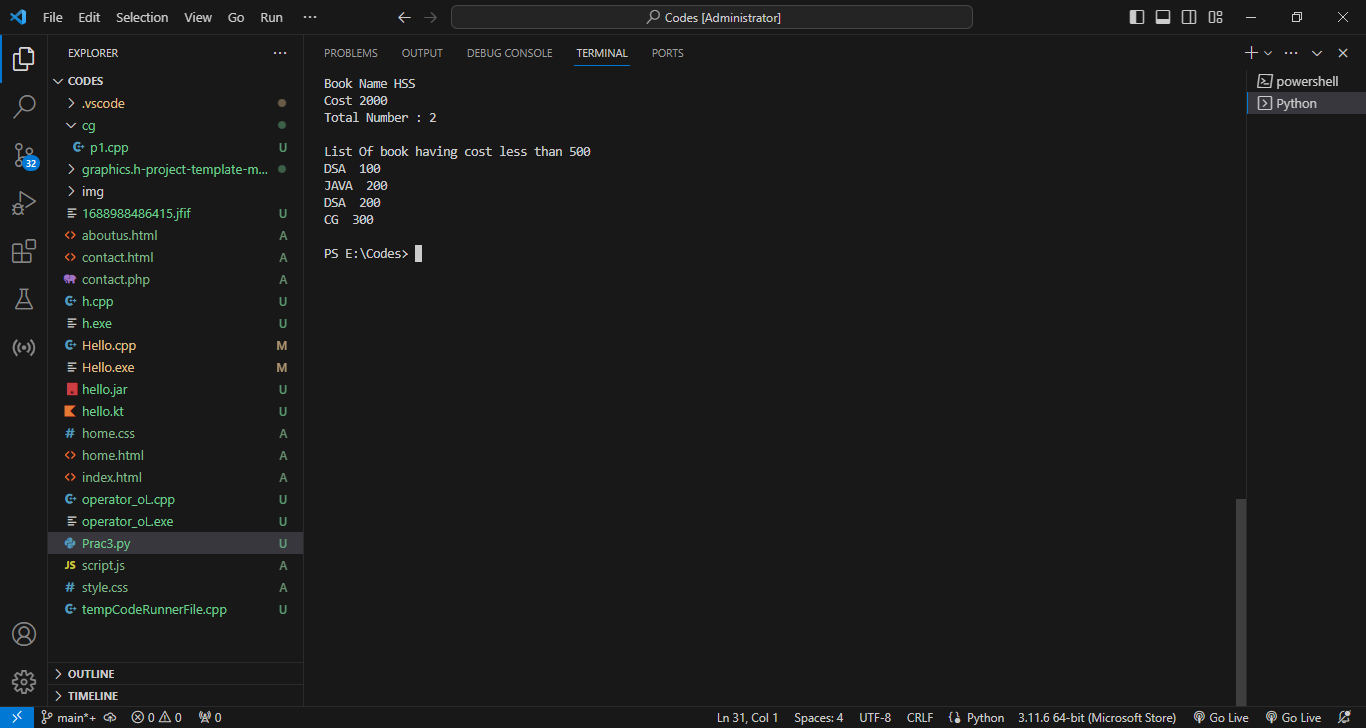 File Edit Selection View Go Run ···
Codes [Administrator]
EXPLORER ···
CODES
.vscode
cg
p1.cpp U
graphics.h-project-template-m...
img
1688988486415.jfif U
aboutus.html A
contact.html A
contact.php A
h.cpp U
h.exe U
Hello.cpp M
Hello.exe M
hello.jar U
hello.kt U
home.css A
home.html A
index.html A
operator_oL.cpp U
operator_oL.exe U
Prac3.py U
JS script.js A
style.css A
tempCodeRunnerFile.cpp U
OUTLINE
TIMELINE
32
PROBLEMS OUTPUT DEBUG CONSOLE TERMINAL PORTS
Book Name HSS
Cost 2000
Total Number : 2
List Of book having cost less than 500
DSA 100
JAVA 200
DSA 200
CG 300
PS E:\Codes>
powershell
Python
main*+ 0 0 0 Ln 31, Col 1 Spaces: 4 UTF-8 CRLF Python 3.11.6 64-bit (Microsoft Store) Go Live Go Live